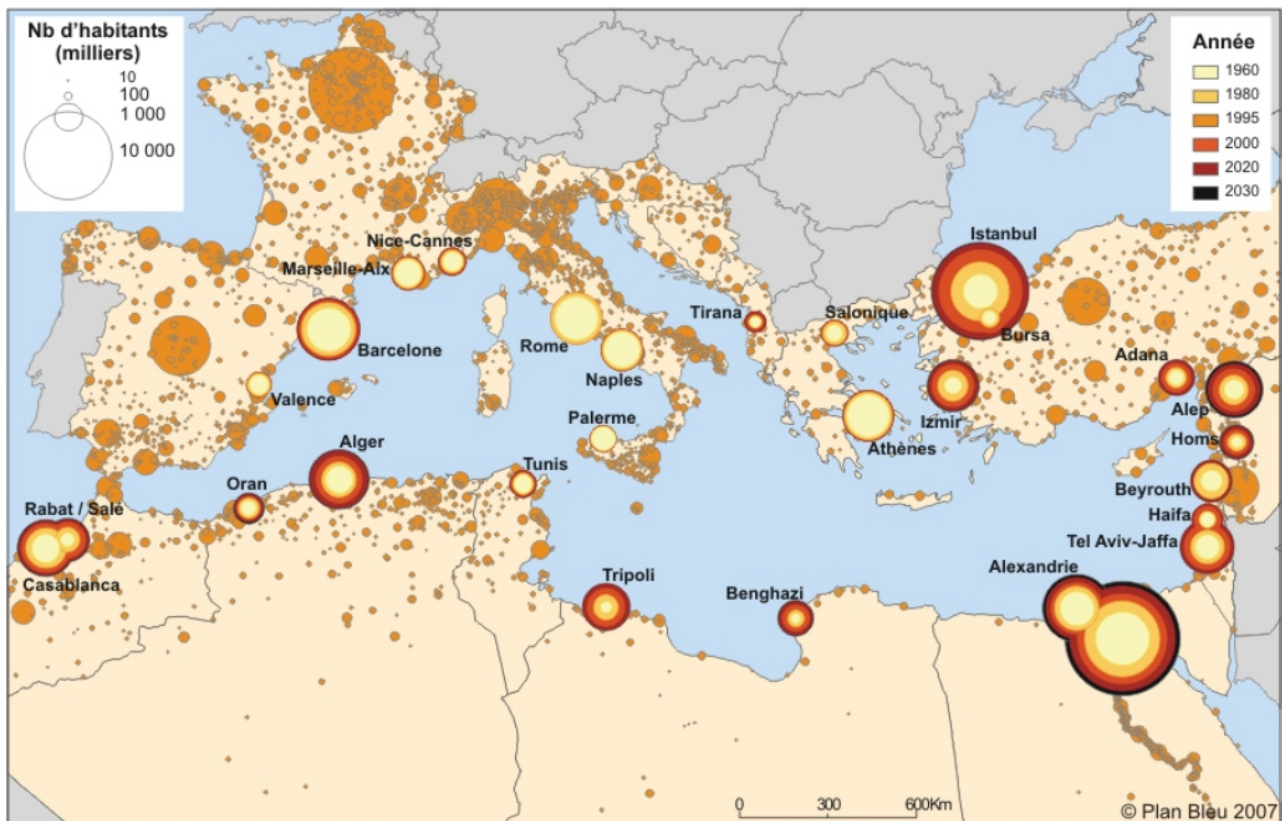 Nb d'habitants
(milliers)
10
100
1 000
10 000
Année
1960
1980
1995
2000
2020
2030
Istanbul
Nice-Cannes
Marseille-Aix
Tirana
Salonique
Bursa
Rome
Barcelone
Naples
Adana
Valence
Alep
Palerme
Izmir
Athènes
Homs
Alger
Tunis
Oran
Beyrouth
Rabat / Salé
Haifa
Tel Aviv-Jaffa
Alexandrie
Casablanca
Tripoli
Benghazi
0 300 600Km
© Plan Bleu 2007